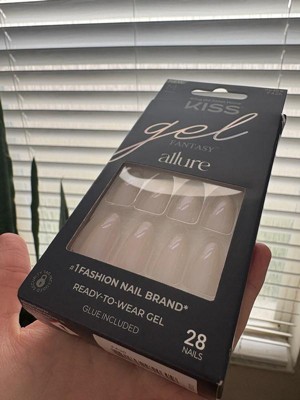 KISS
gel
FANTASY
allure
#1 FASHION NAIL BRAND*
READY-TO-WEAR GEL
GLUE INCLUDED
28
NAILS